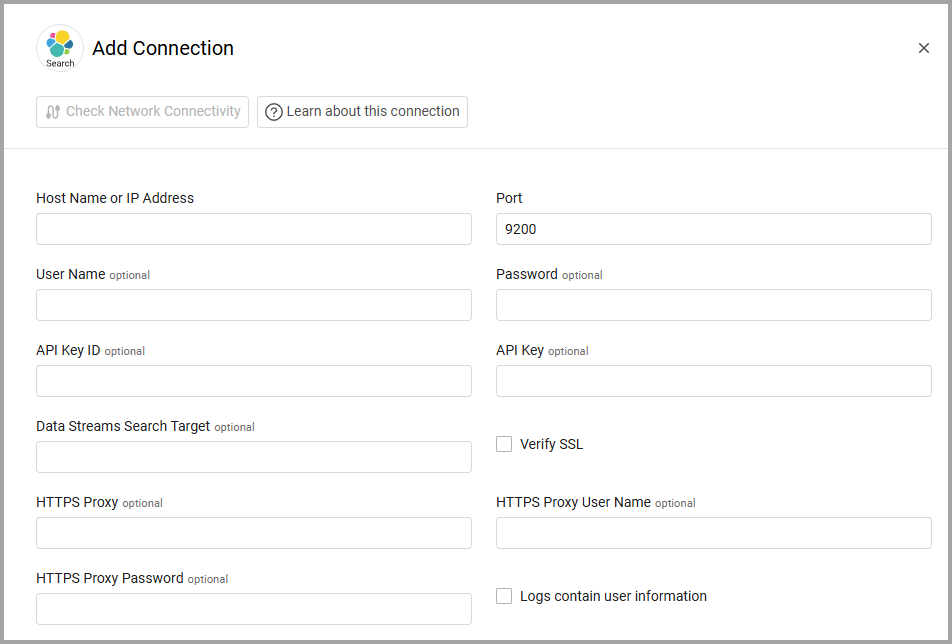 Search
Add Connection
Check Network Connectivity
Learn about this connection
Host Name or IP Address
Port
9200
User Name optional
Password optional
API Key ID optional
API Key optional
Data Streams Search Target optional
Verify SSL
HTTPS Proxy optional
HTTPS Proxy User Name optional
HTTPS Proxy Password optional
Logs contain user information